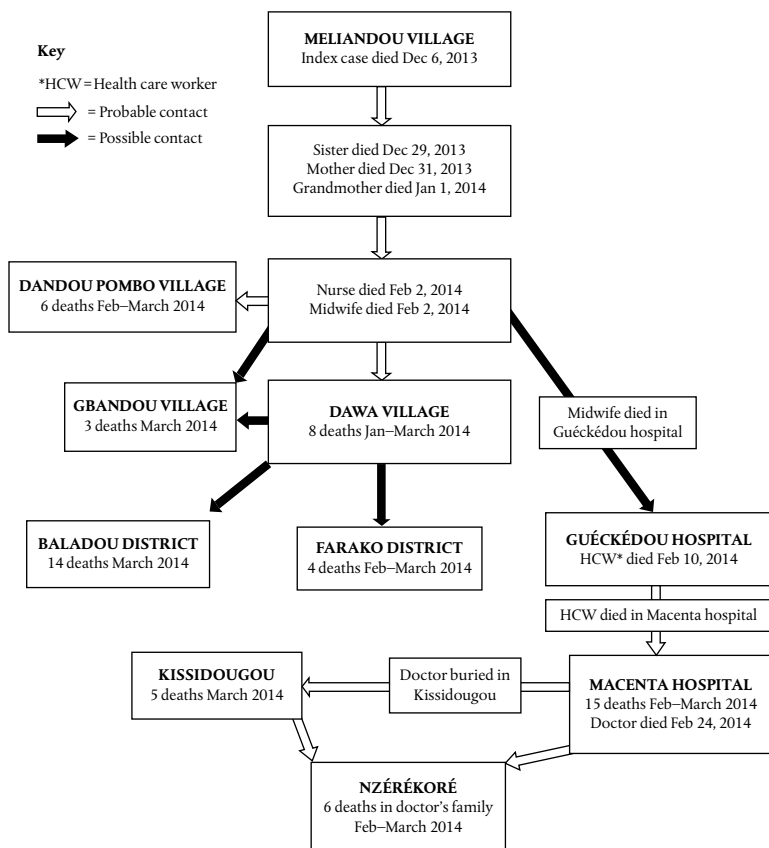 MELIANDOU VILLAGE
Index case died Dec 6, 2013
Key
*HCW = Health care worker
= Probable contact
= Possible contact
Sister died Dec 29, 2013
Mother died Dec 31, 2013
Grandmother died Jan 1, 2014
DANDOU POMBO VILLAGE
6 deaths Feb–March 2014
Nurse died Feb 2, 2014
Midwife died Feb 2, 2014
GBANDOU VILLAGE
3 deaths March 2014
DAWA VILLAGE
8 deaths Jan–March 2014
Midwife died in
Guéckédou hospital
BALADOU DISTRICT
14 deaths March 2014
FARAKO DISTRICT
4 deaths Feb–March 2014
GUÉCKÉDOU HOSPITAL
HCW* died Feb 10, 2014
HCW died in Macenta hospital
KISSIDOUGOU
5 deaths March 2014
Doctor buried in
Kissidougou
MACENTA HOSPITAL
15 deaths Feb–March 2014
Doctor died Feb 24, 2014
NZÉRÉKORÉ
6 deaths in doctor's family
Feb–March 2014